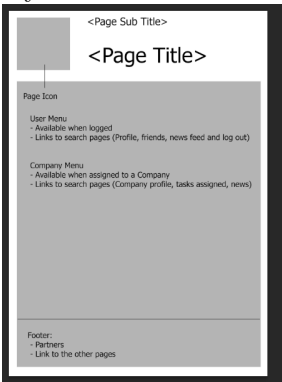 <Page Sub Title>
<Page Title>
Page Icon
User Menu
- Available when logged
- Links to search pages (Profile, friends, news feed and log out)
Company Menu
- Available when assigned to a Company
- Links to search pages (Company profile, tasks assigned, news)
Footer:
- Partners
- Link to the other pages